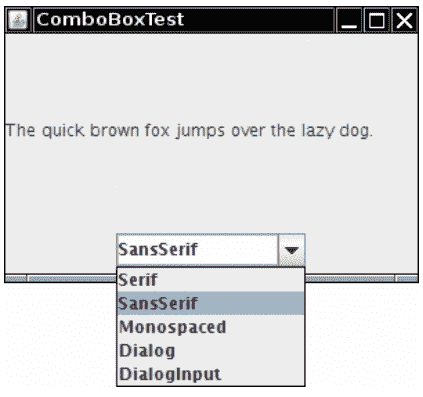 ComboBoxTest
The quick brown fox jumps over the lazy dog.
SansSerif
Serif
SansSerif
Monospaced
Dialog
DialogInput